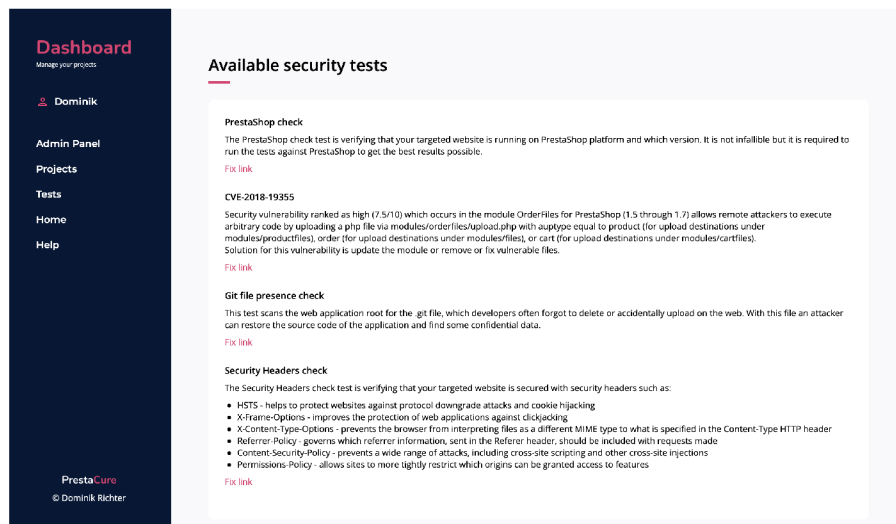 Dashboard
Manage your projects
Dominik
Admin Panel
Projects
Tests
Home
Help
PrestaCure
© Dominik Richter
Available security tests
PrestaShop check
The PrestaShop check test is verifying that your targeted website is running on PrestaShop platform and which version. It is not infallible but it is required to
run the tests against PrestaShop to get the best results possible.
Fix link
CVE-2018-19355
Security vulnerability ranked as high (7.5/10) which occurs in the module OrderFiles for PrestaShop (1.5 through 1.7) allows remote attackers to execute
arbitrary code by uploading a php file via modules/orderfiles/upload.php with auptype equal to product (for upload destinations under
modules/productfiles), order (for upload destinations under modules/files), or cart (for upload destinations under modules/cartfiles).
Solution for this vulnerability is update the module or remove or fix vulnerable files.
Fix link
Git file presence check
This test scans the web application root for the .git file, which developers often forgot to delete or accidentally upload on the web. With this file an attacker
can restore the source code of the application and find some confidential data.
Fix link
Security Headers check
The Security Headers check test is verifying that your targeted website is secured with security headers such as:
• HSTS - helps to protect websites against protocol downgrade attacks and cookie hijacking
• X-Frame-Options - improves the protection of web applications against clickjacking
• X-Content-Type-Options - prevents the browser from interpreting files as a different MIME type to what is specified in the Content-Type HTTP header
• Referrer-Policy - governs which referrer information, sent in the Referer header, should be included with requests made
• Content-Security-Policy - prevents a wide range of attacks, including cross-site scripting and other cross-site injections
• Permissions-Policy - allows sites to more tightly restrict which origins can be granted access to features
Fix link